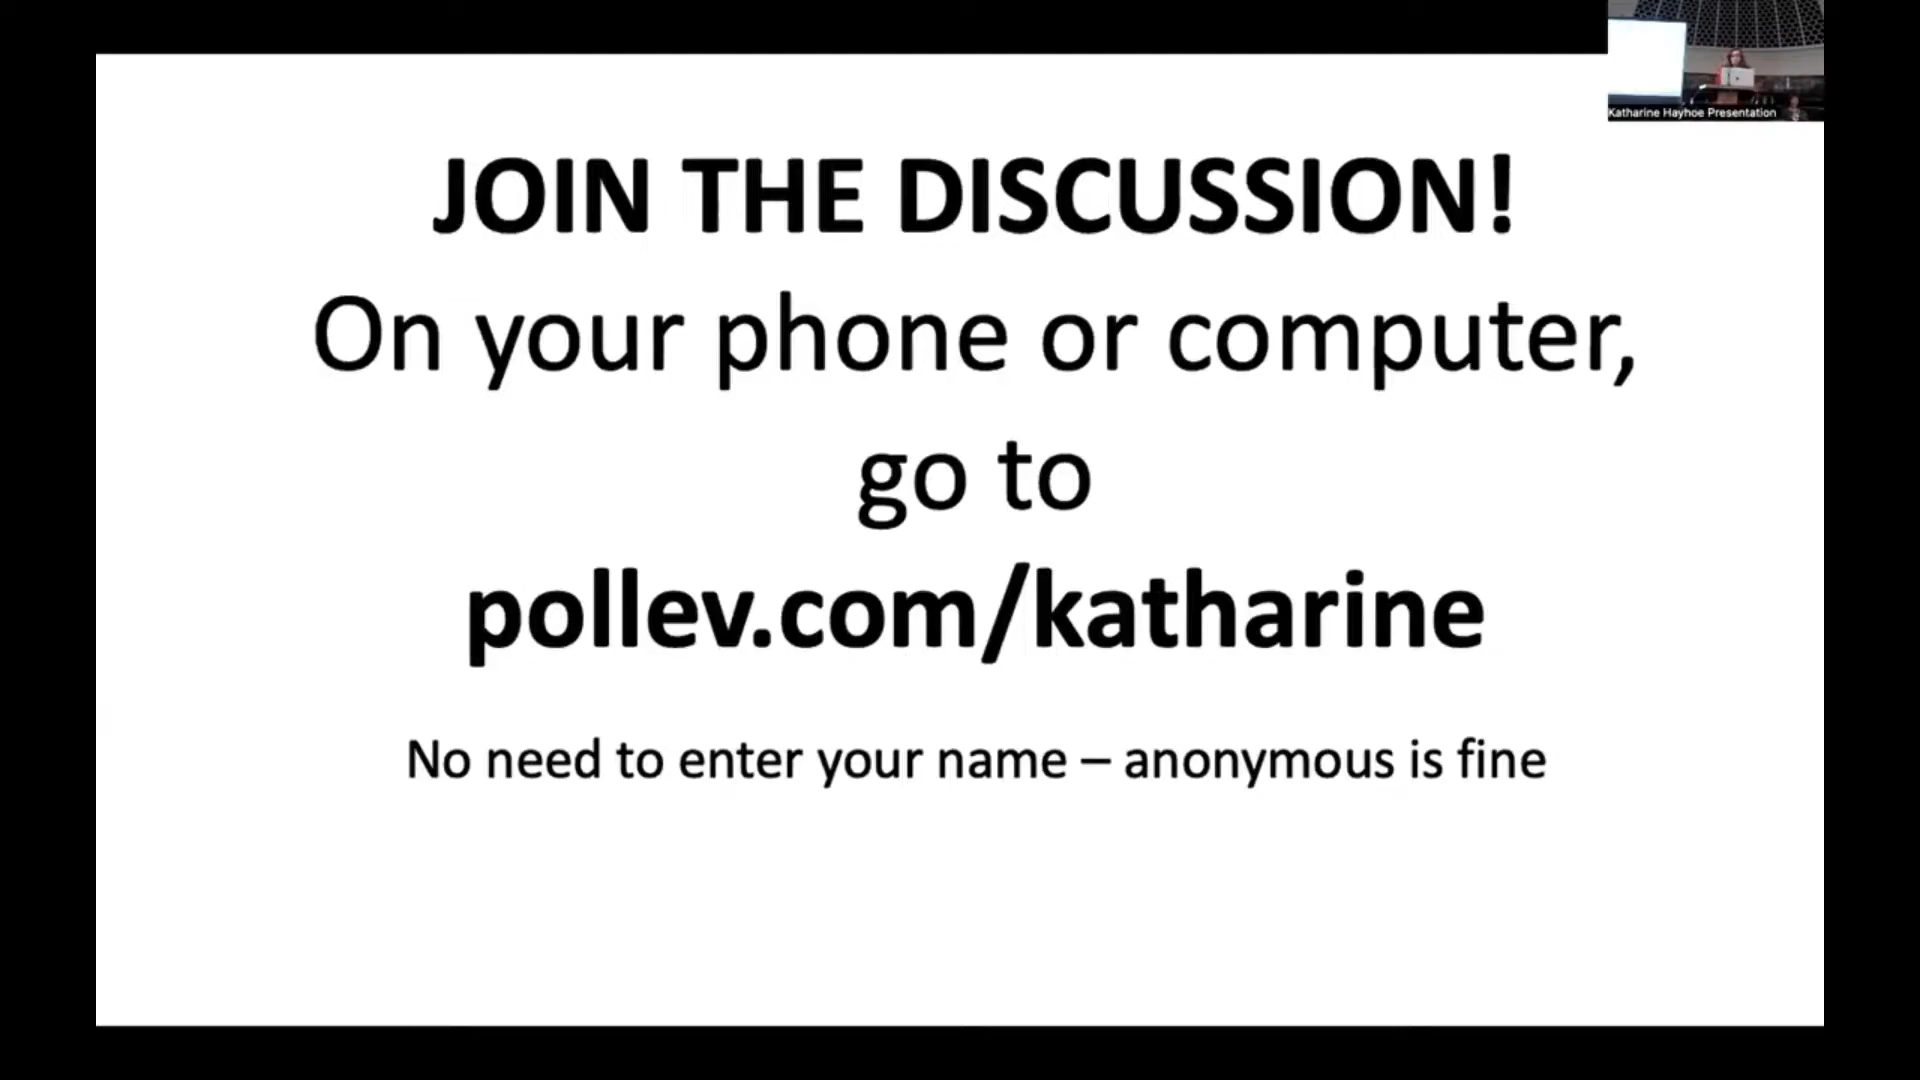 Katharine Hayhoe Presentation
JOIN THE DISCUSSION!
On your phone or computer,
go to
pollev.com/katharine
No need to enter your name – anonymous is fine